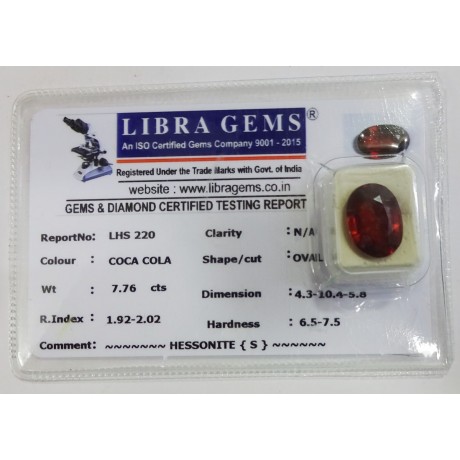 LIBRA GEMS ®
An ISO Certified Gems Company 9001 - 2015
Registered Under the Trade Marks with Govt. of India
website : www.libragems.co.in
GEMS & DIAMOND CERTIFIED TESTING REPORT
ReportNo: LHS 220 Clarity : N/A
Colour : COCA COLA Shape/cut : OVAL
Wt : 7.76 cts Dimension : 4.3-10.4-5.8
R.Index : 1.92-2.02 Hardness : 6.5-7.5
Comment: ~~~~~~~ HESSONITE { S } ~~~~~~